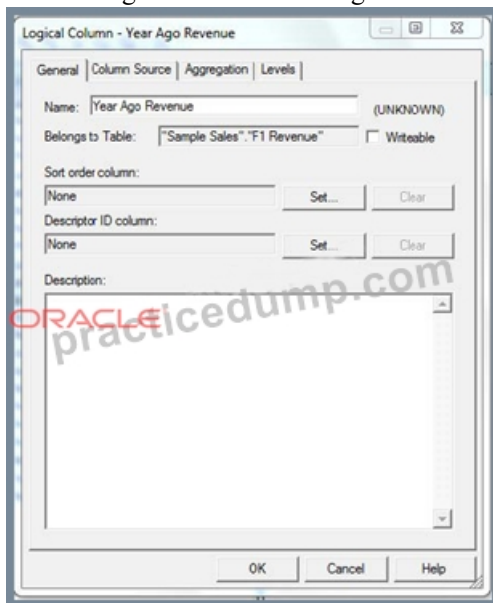 Logical Column - Year Ago Revenue
General Column Source Aggregation Levels
Name: Year Ago Revenue (UNKNOWN)
Belongs to Table: "Sample Sales"."F1 Revenue" Writeable
Sort order column:
None Set... Clear
Descriptor ID column:
None Set... Clear
Description:
ORACLE
practicedump.com
OK Cancel Help